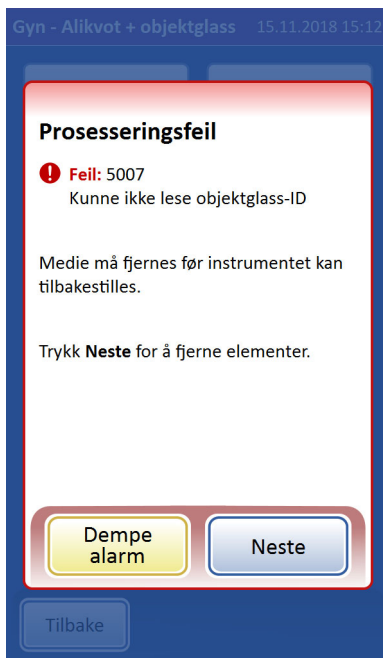 Gyn - Alikvot + objektglass 15.11.2018 15:12
Prosesseringsfeil
Feil: 5007
Kunne ikke lese objektglass-ID
Medie må fjernes før instrumentet kan
tilbakestilles.
Trykk Neste for å fjerne elementer.
Dempe
alarm
Neste
Tilbake